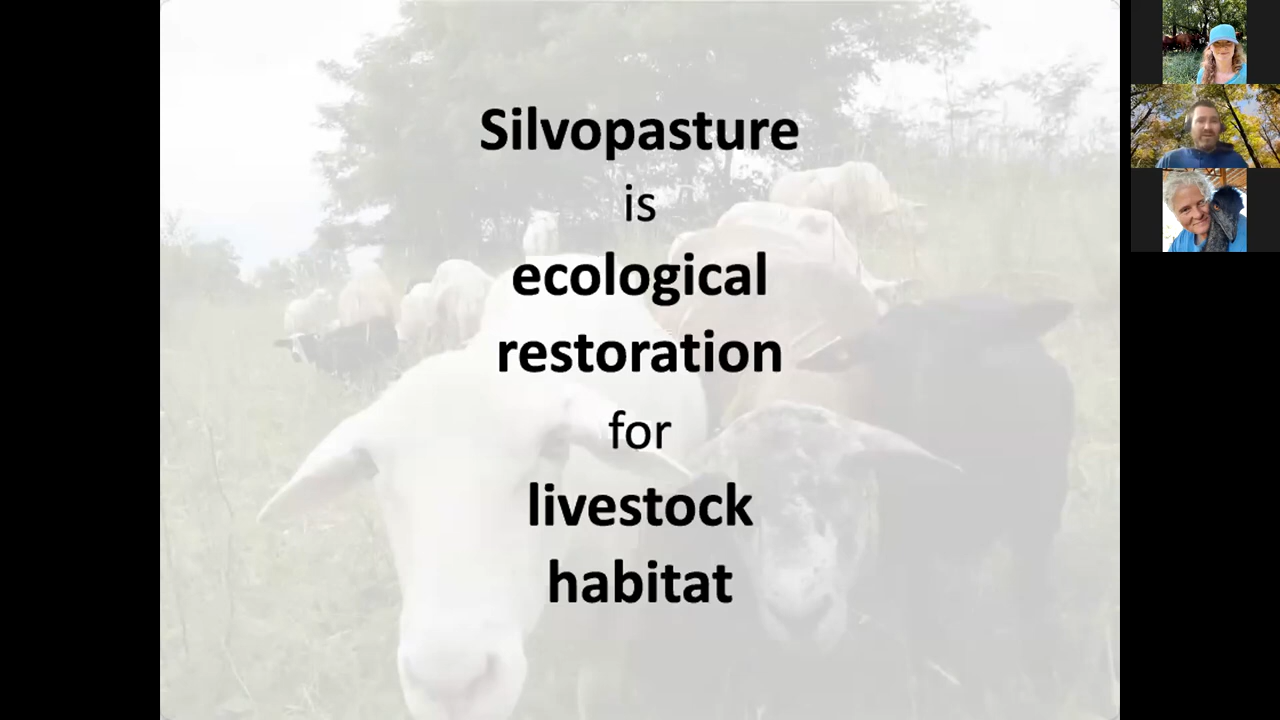 Silvopasture
is
ecological
restoration
for
livestock
habitat